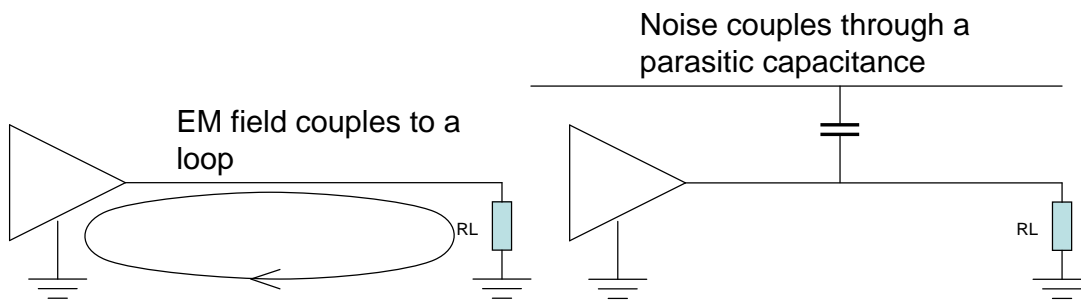 Noise couples through a
parasitic capacitance
EM field couples to a
loop
RL
RL